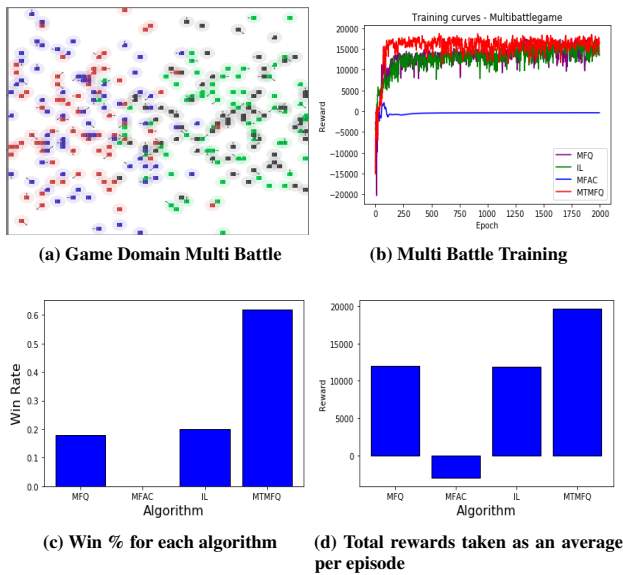 Training curves - Multibattlegame
20000
15000
10000
5000
0
−5000
−10000
−15000
−20000
Reward
MFQ
IL
MFAC
MTMFQ
0 250 500 750 1000 1250 1500 1750 2000
Epoch
(a) Game Domain Multi Battle
(b) Multi Battle Training
0.6
0.5
0.4
0.3
0.2
0.1
0.0
Win Rate
MFQ MFAC IL MTMFQ
Algorithm
20000
15000
10000
5000
0
Reward
MFQ MFAC IL MTMFQ
Algorithm
(c) Win % for each algorithm
(d) Total rewards taken as an average
per episode